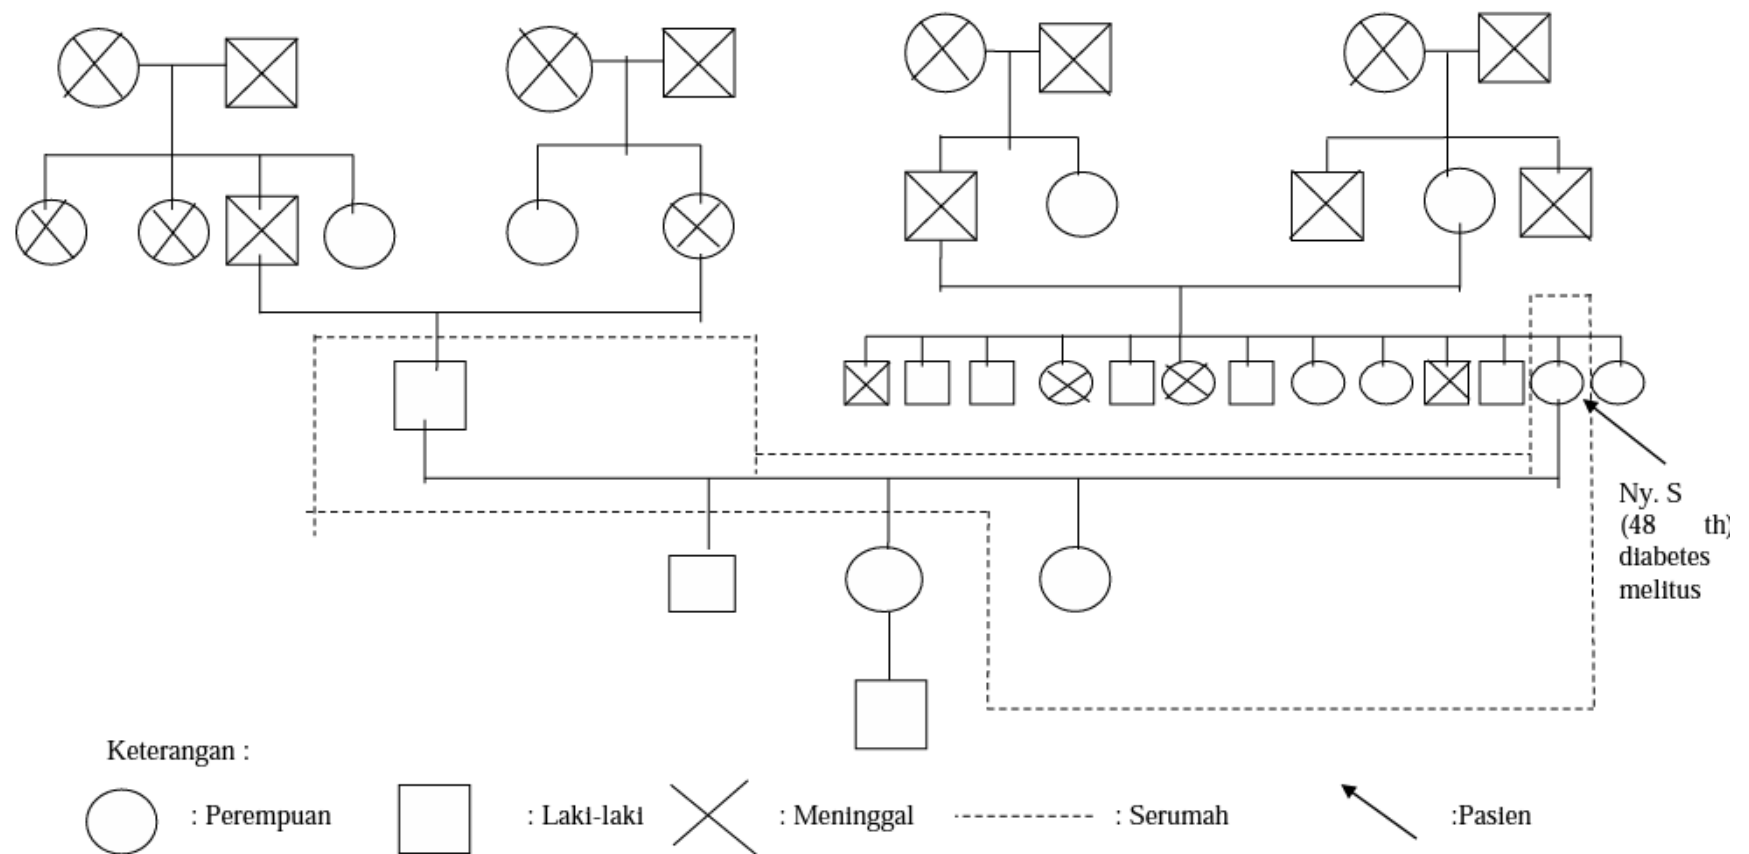 Ny. S
(48 th)
diabetes
melitus
Keterangan :
: Perempuan : Laki-laki : Meninggal : Serumah :Pasien